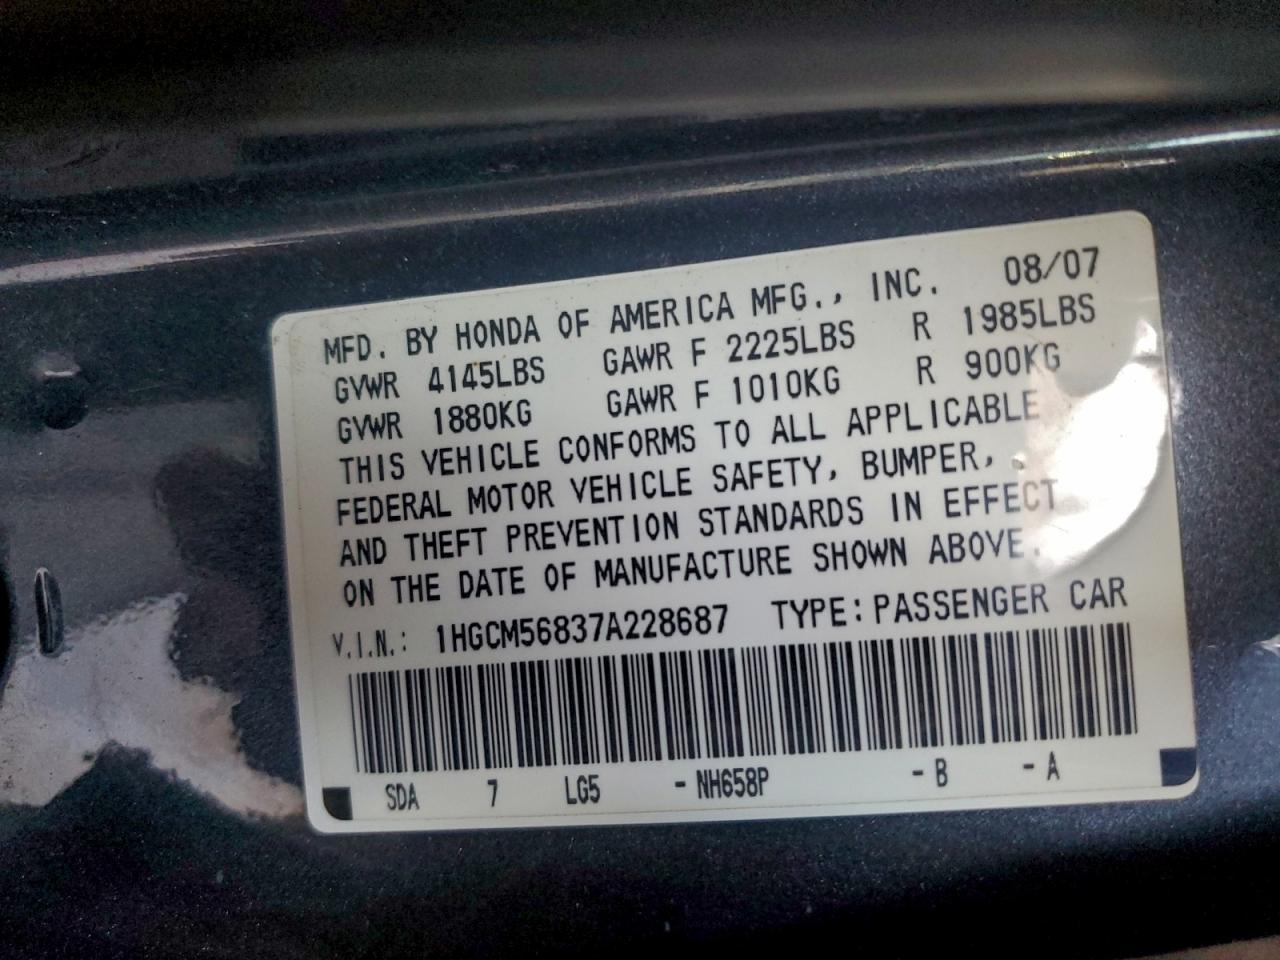 MFD. BY HONDA OF AMERICA MFG., INC. 08/07
GVWR 4145LBS GAWR F 2225LBS R 1985LBS
GVWR 1880KG GAWR F 1010KG R 900KG
THIS VEHICLE CONFORMS TO ALL APPLICABLE
FEDERAL MOTOR VEHICLE SAFETY, BUMPER,
AND THEFT PREVENTION STANDARDS IN EFFECT
ON THE DATE OF MANUFACTURE SHOWN ABOVE.
V.I.N.: 1HGCM56837A228687 TYPE: PASSENGER CAR
SDA 7 LG5 - NH658P - B - A